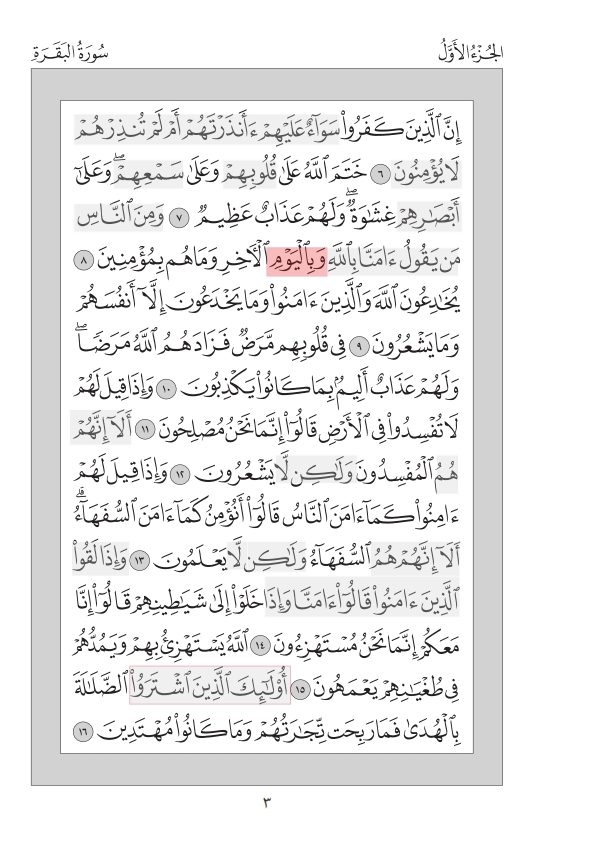 الجُزْءُ الأَوَّلُ
سُورَةُ البَقَرَةِ
إِنَّ ٱلَّذِينَ كَفَرُوا۟ سَوَآءٌ عَلَيْهِمْ ءَأَنذَرْتَهُمْ أَمْ لَمْ تُنذِرْهُمْ
لَا يُؤْمِنُونَ ٦ خَتَمَ ٱللَّهُ عَلَىٰ قُلُوبِهِمْ وَعَلَىٰ سَمْعِهِمْ ۖ وَعَلَىٰٓ
أَبْصَٰرِهِمْ غِشَٰوَةٌ ۖ وَلَهُمْ عَذَابٌ عَظِيمٌ ٧ وَمِنَ ٱلنَّاسِ
مَن يَقُولُ ءَامَنَّا بِٱللَّهِ وَبِٱلْيَوْمِ ٱلْءَاخِرِ وَمَا هُم بِمُؤْمِنِينَ ٨
يُخَٰدِعُونَ ٱللَّهَ وَٱلَّذِينَ ءَامَنُوا۟ وَمَا يَخْدَعُونَ إِلَّآ أَنفُسَهُمْ
وَمَا يَشْعُرُونَ ٩ فِى قُلُوبِهِم مَّرَضٌ فَزَادَهُمُ ٱللَّهُ مَرَضًا ۖ
وَلَهُمْ عَذَابٌ أَلِيمٌۢ بِمَا كَانُوا۟ يَكْذِبُونَ ١٠ وَإِذَا قِيلَ لَهُمْ
لَا تُفْسِدُوا۟ فِى ٱلْأَرْضِ قَالُوٓا۟ إِنَّمَا نَحْنُ مُصْلِحُونَ ١١ أَلَآ إِنَّهُمْ
هُمُ ٱلْمُفْسِدُونَ وَلَٰكِن لَّا يَشْعُرُونَ ١٢ وَإِذَا قِيلَ لَهُمْ
ءَامِنُوا۟ كَمَآ ءَامَنَ ٱلنَّاسُ قَالُوٓا۟ أَنُؤْمِنُ كَمَآ ءَامَنَ ٱلسُّفَهَآءُ ۗ
أَلَآ إِنَّهُمْ هُمُ ٱلسُّفَهَآءُ وَلَٰكِن لَّا يَعْلَمُونَ ١٣ وَإِذَا لَقُوا۟
ٱلَّذِينَ ءَامَنُوا۟ قَالُوٓا۟ ءَامَنَّا وَإِذَا خَلَوْا۟ إِلَىٰ شَيَٰطِينِهِمْ قَالُوٓا۟ إِنَّا
مَعَكُمْ إِنَّمَا نَحْنُ مُسْتَهْزِءُونَ ١٤ ٱللَّهُ يَسْتَهْزِئُ بِهِمْ وَيَمُدُّهُمْ
فِى طُغْيَٰنِهِمْ يَعْمَهُونَ ١٥ أُو۟لَٰٓئِكَ ٱلَّذِينَ ٱشْتَرَوُا۟ ٱلضَّلَٰلَةَ
بِٱلْهُدَىٰ فَمَا رَبِحَت تِّجَٰرَتُهُمْ وَمَا كَانُوا۟ مُهْتَدِينَ ١٦
٣